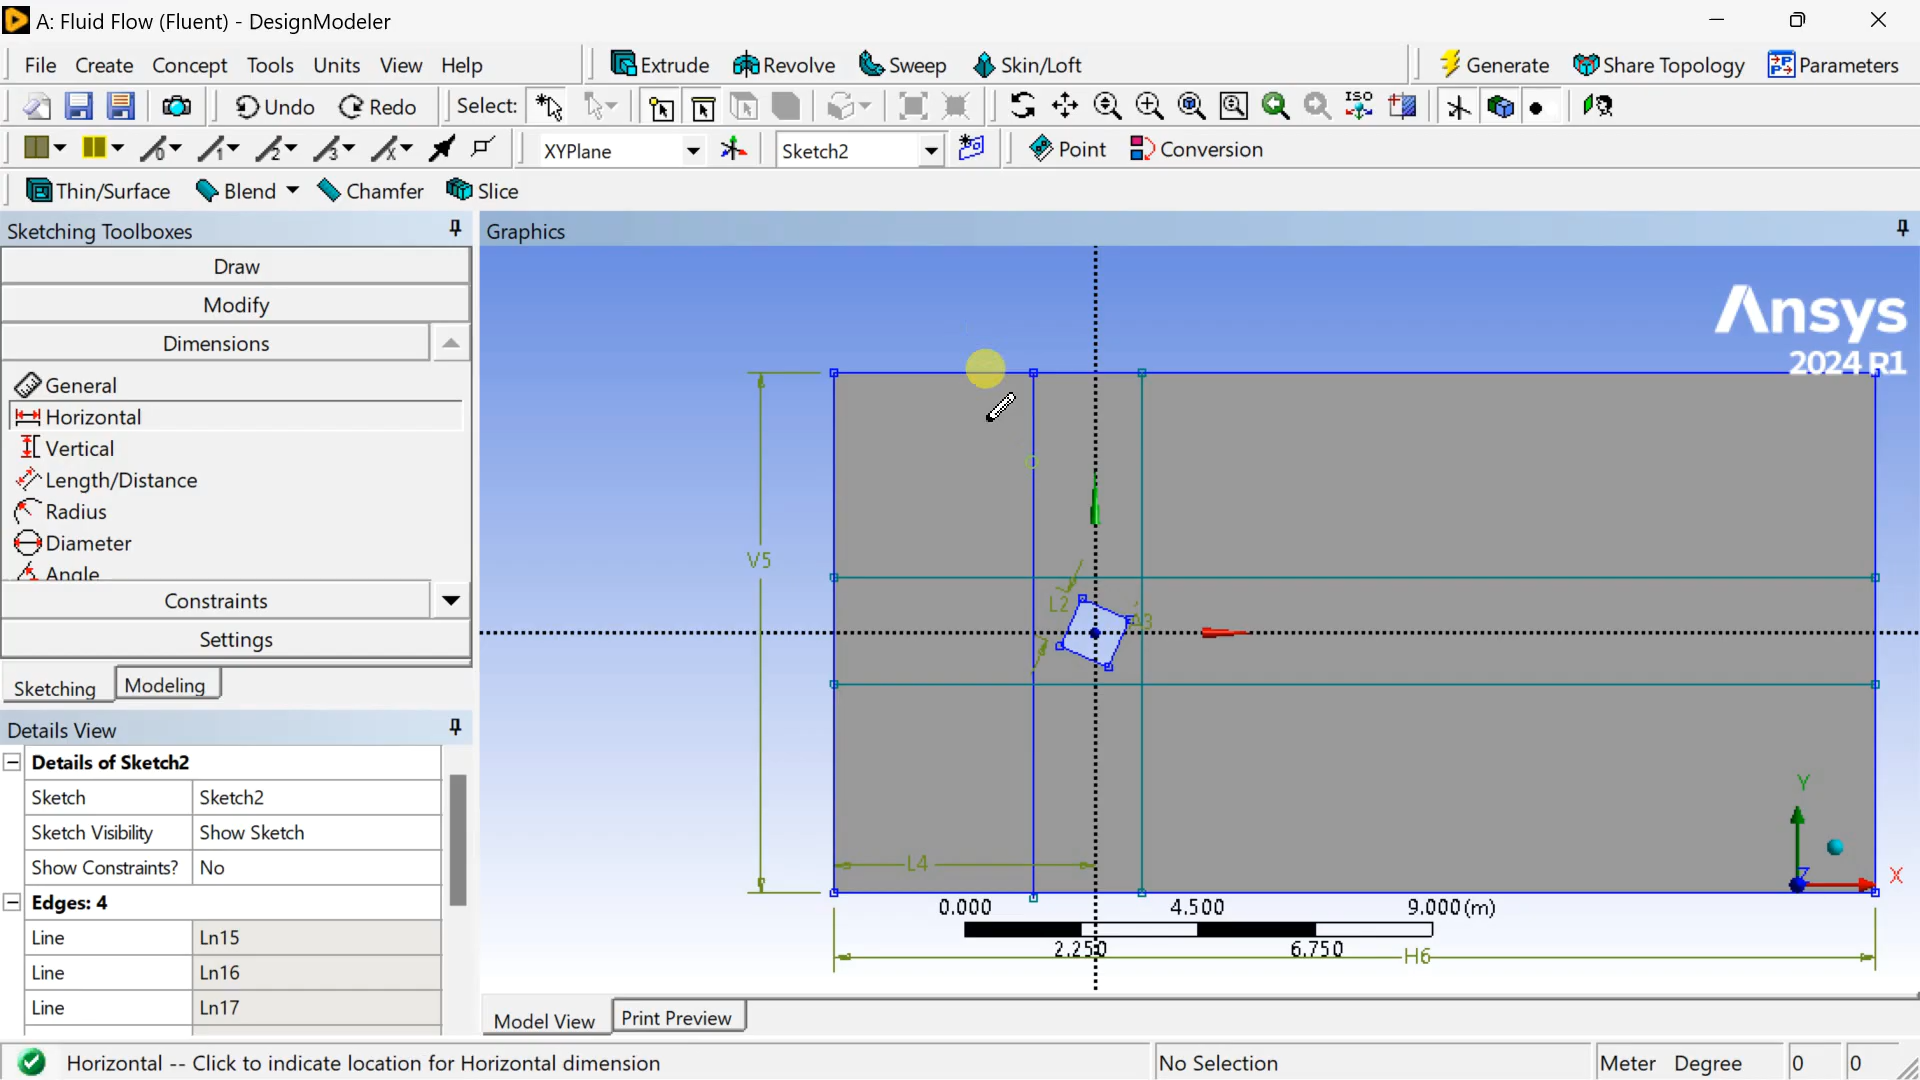 A: Fluid Flow (Fluent) - DesignModeler
File Create Concept Tools Units View Help
Extrude Revolve Sweep Skin/Loft
Generate Share Topology Parameters
Undo Redo Select:
ISO
XYPlane Sketch2 Point Conversion
Thin/Surface Blend Chamfer Slice
Sketching Toolboxes
Draw
Modify
Dimensions
General
Horizontal
Vertical
Length/Distance
Radius
Diameter
Angle
Constraints
Settings
Sketching Modeling
Details View
Details of Sketch2
Sketch Sketch2
Sketch Visibility Show Sketch
Show Constraints? No
Edges: 4
Line Ln15
Line Ln16
Line Ln17
Graphics
Ansys
2024 R1
V5
L2
L4
Y
X
Z
0.000 4.500 9.000(m)
2.250 6.750
H6
Model View Print Preview
Horizontal -- Click to indicate location for Horizontal dimension
No Selection
Meter Degree 0 0